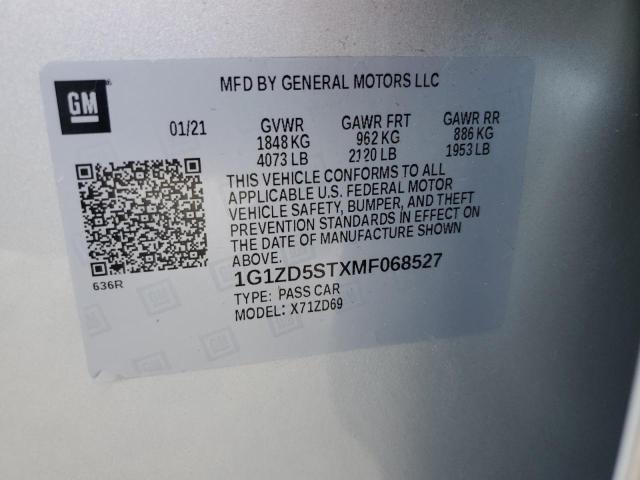 GM
MFD BY GENERAL MOTORS LLC
01/21 GVWR GAWR FRT GAWR RR
1848 KG 962 KG 886 KG
4073 LB 2120 LB 1953 LB
THIS VEHICLE CONFORMS TO ALL
APPLICABLE U.S. FEDERAL MOTOR
VEHICLE SAFETY, BUMPER, AND THEFT
PREVENTION STANDARDS IN EFFECT ON
THE DATE OF MANUFACTURE SHOWN
ABOVE.
636R
1G1ZD5STXMF068527
TYPE: PASS CAR
MODEL: X71ZD69